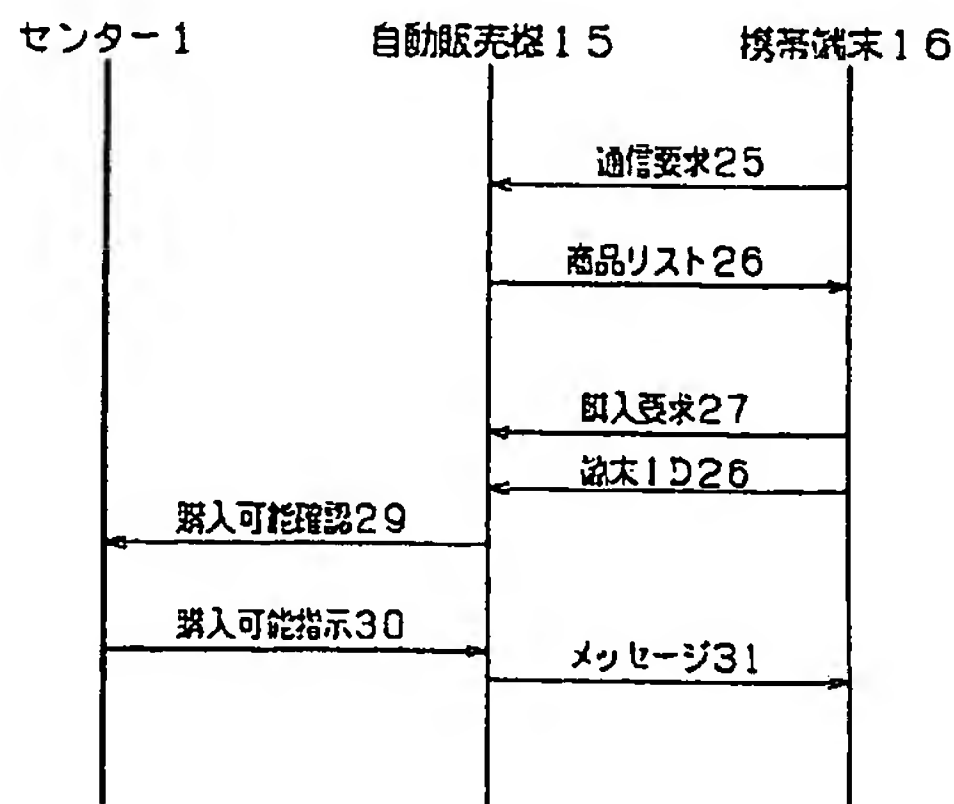 センター1
自動販売機15
携帯端末16
通信要求25
商品リスト26
購入要求27
端末ID26
購入可能確認29
購入可能指示30
メッセージ31